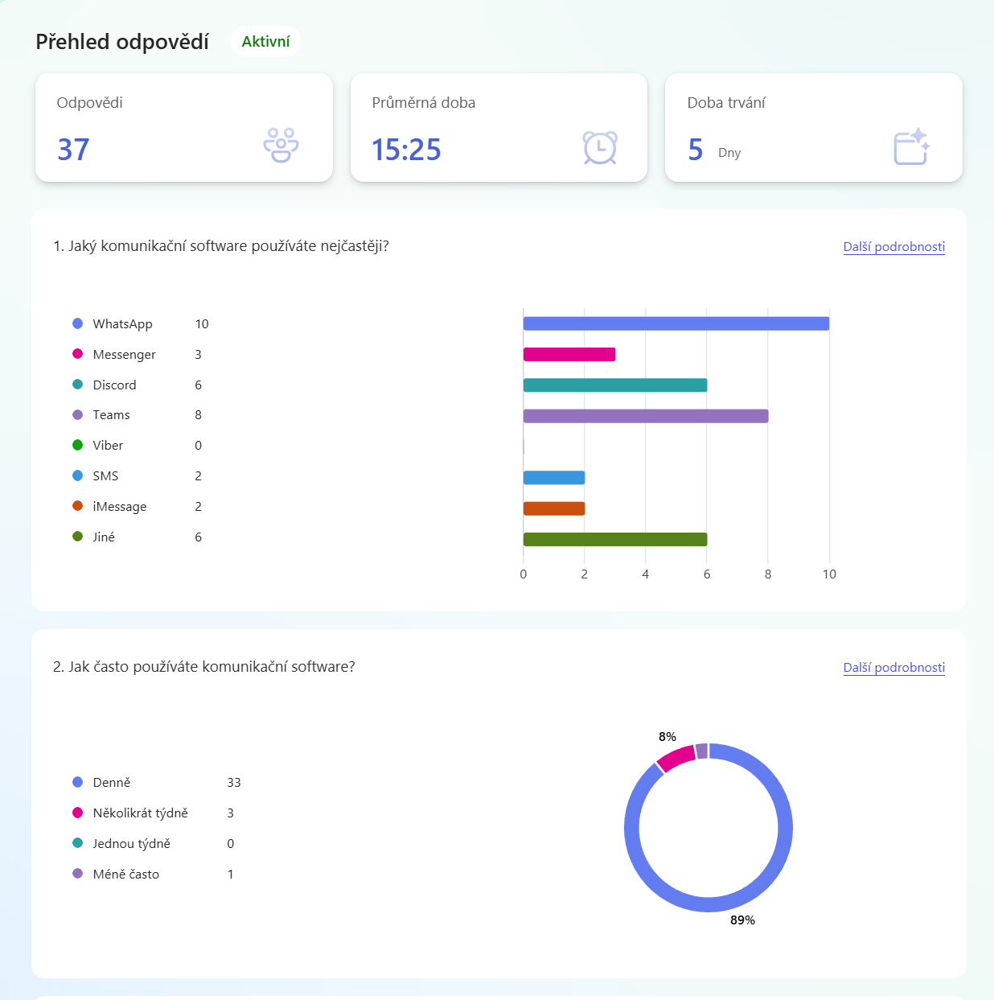 Přehled odpovědí Aktivní
Odpovědi
37
Průměrná doba
15:25
Doba trvání
5 Dny
1. Jaký komunikační software používáte nejčastěji?
Další podrobnosti
WhatsApp 10
Messenger 3
Discord 6
Teams 8
Viber 0
SMS 2
iMessage 2
Jiné 6
0 2 4 6 8 10
2. Jak často používáte komunikační software?
Další podrobnosti
Denně 33
Několikrát týdně 3
Jednou týdně 0
Méně často 1
8%
89%